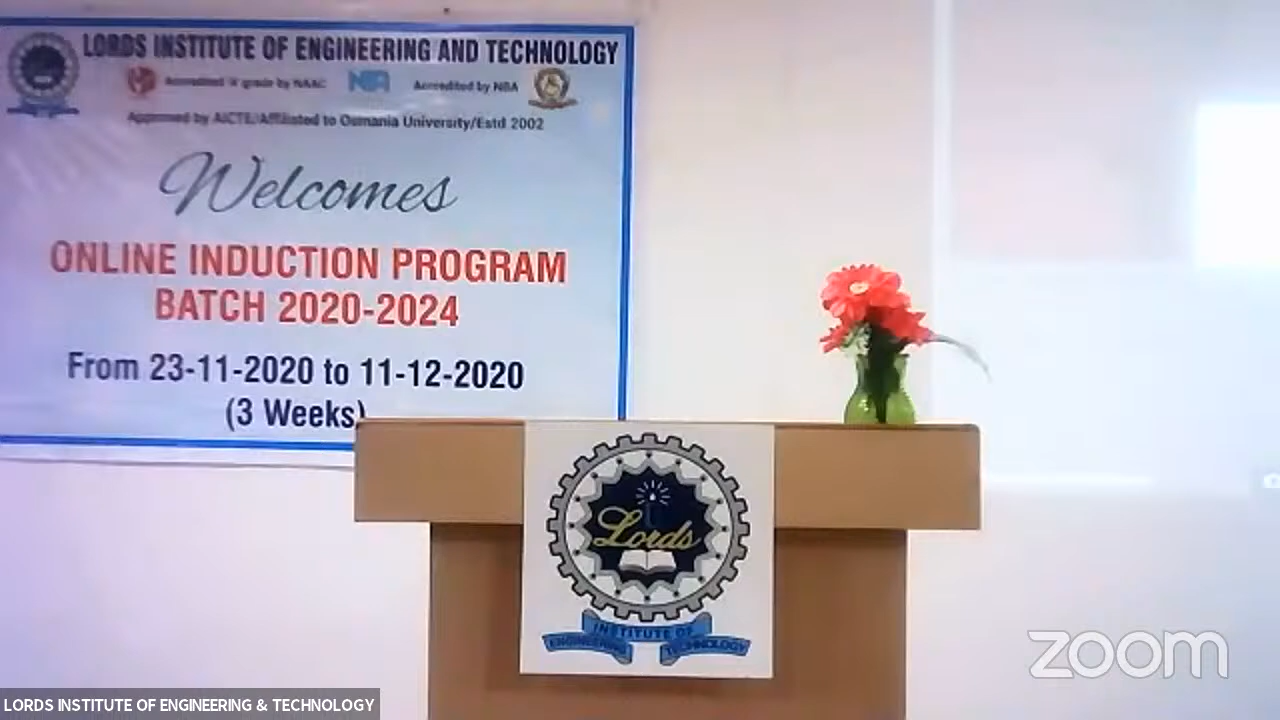 LORDS INSTITUTE OF ENGINEERING AND TECHNOLOGY
Accredited 'A' grade by NAAC
Accredited by NBA
Approved by AICTE/Affiliated to Osmania University/Estd 2002
Welcomes
ONLINE INDUCTION PROGRAM
BATCH 2020-2024
From 23-11-2020 to 11-12-2020
(3 Weeks)
Lords
INSTITUTE OF
ENGINEERING TECHNOLOGY
zoom
LORDS INSTITUTE OF ENGINEERING & TECHNOLOGY